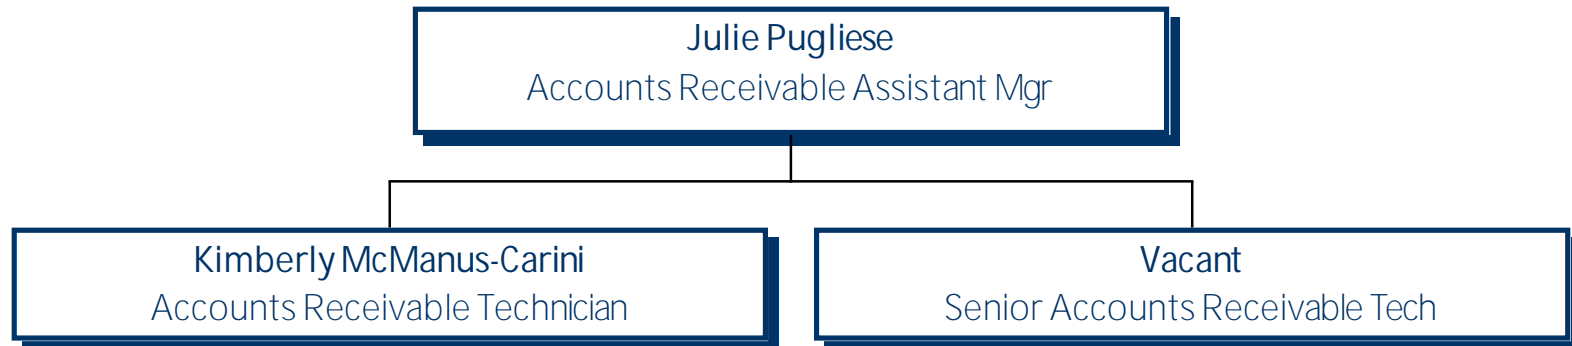 Julie Pugliese
Accounts Receivable Assistant Mgr
Kimberly McManus-Carini
Accounts Receivable Technician
Vacant
Senior Accounts Receivable Tech